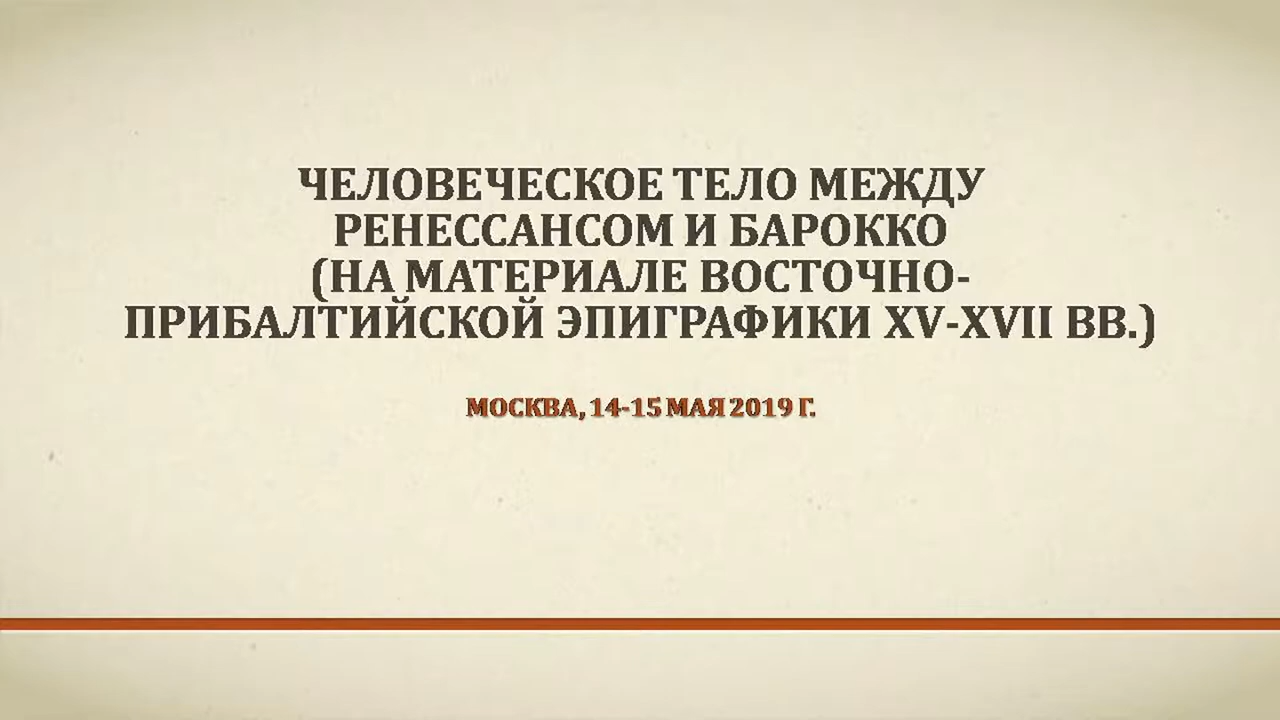 ЧЕЛОВЕЧЕСКОЕ ТЕЛО МЕЖДУ
РЕНЕССАНСОМ И БАРОККО
(НА МАТЕРИАЛЕ ВОСТОЧНО-
ПРИБАЛТИЙСКОЙ ЭПИГРАФИКИ XV-XVII ВВ.)
МОСКВА, 14-15 МАЯ 2019 Г.